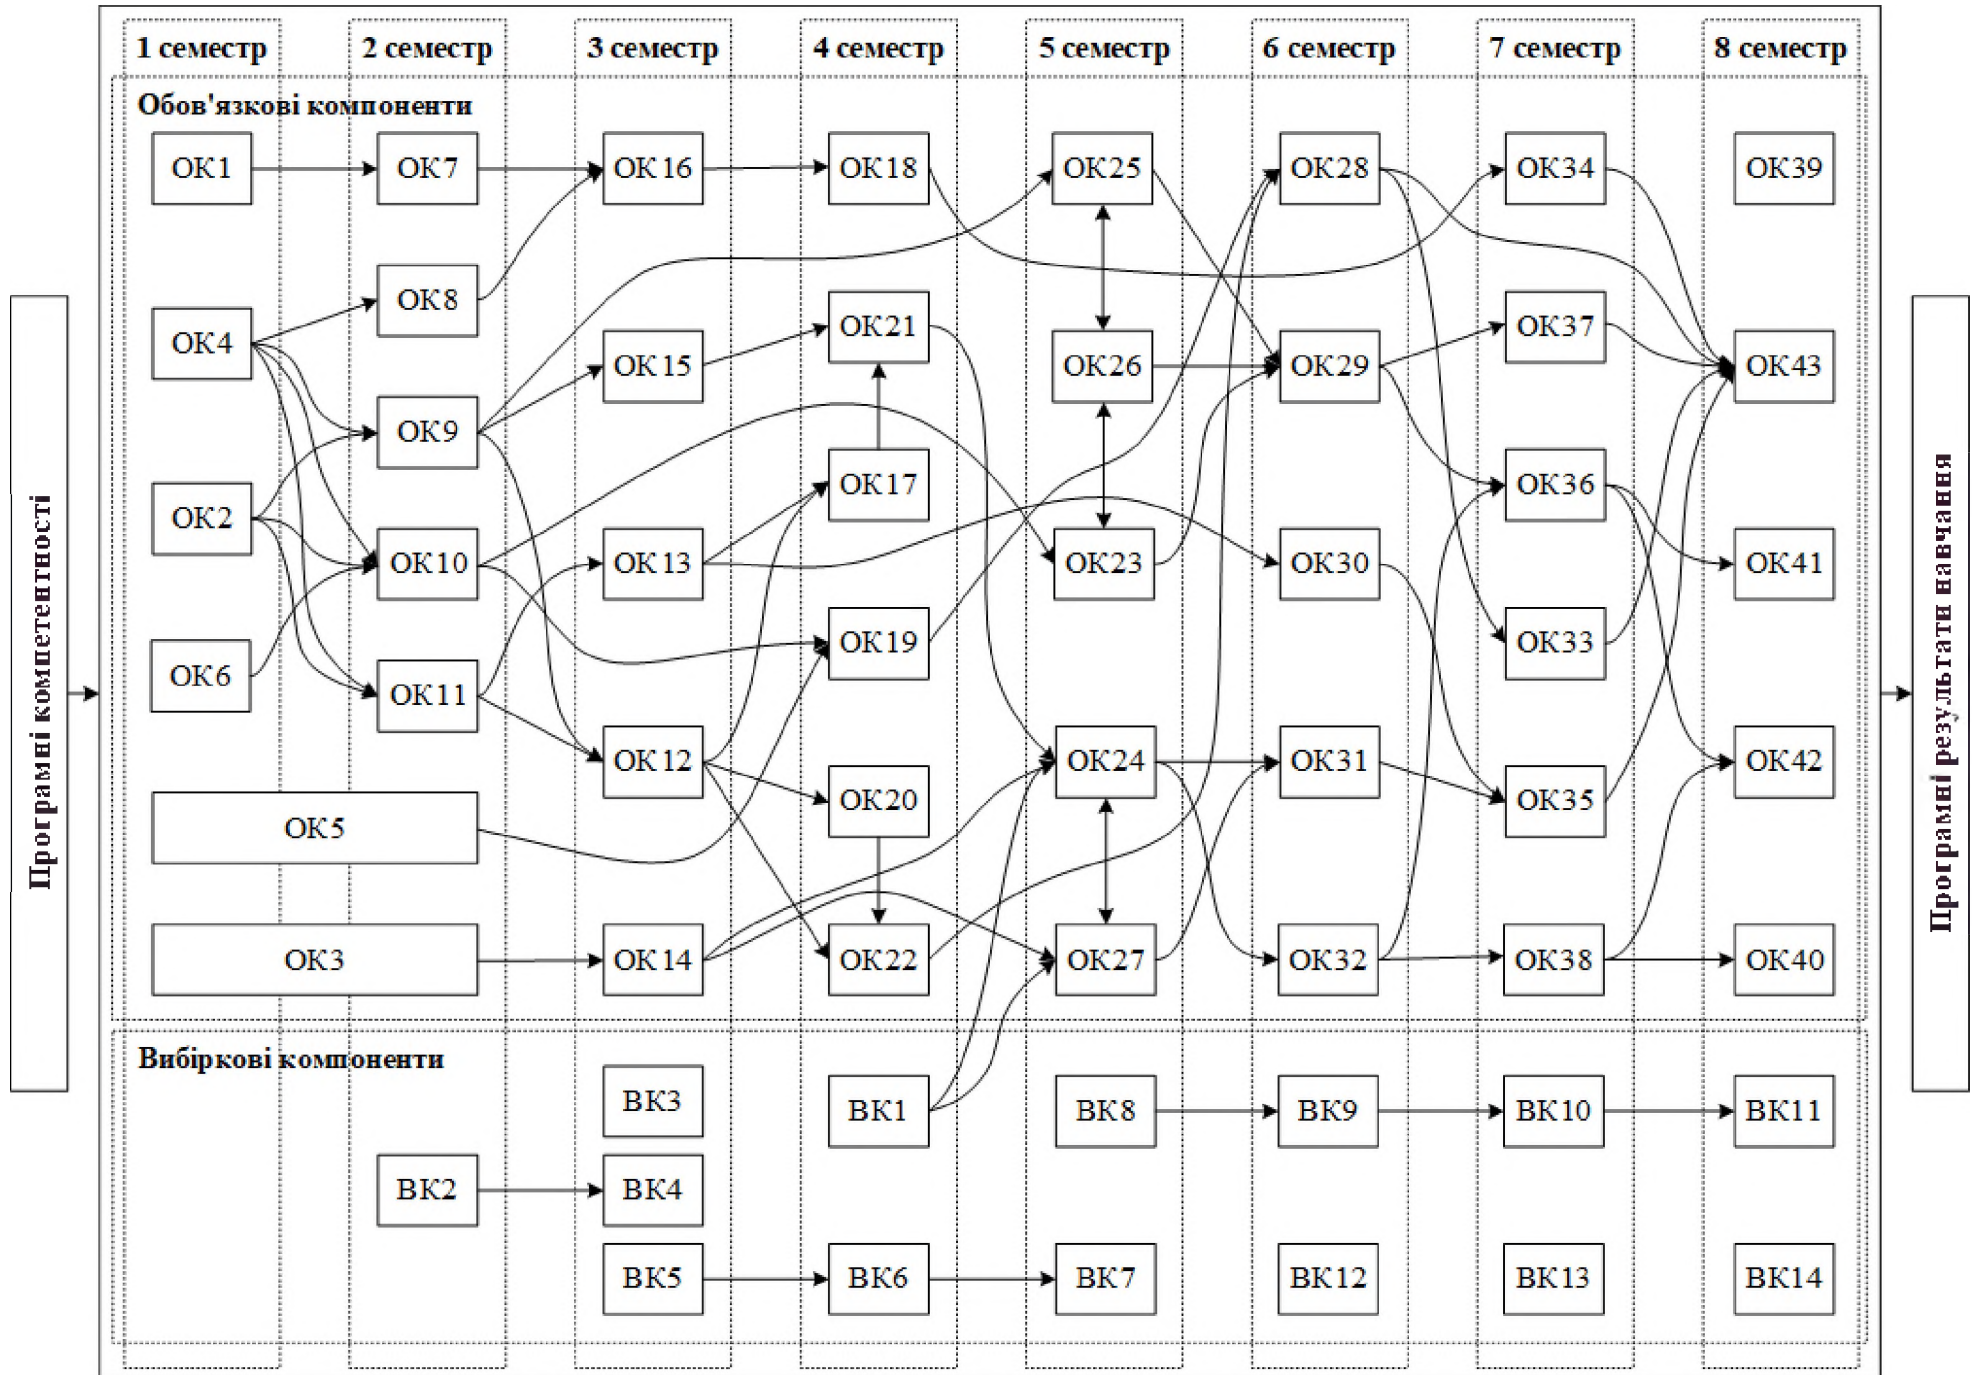 1 семестр
2 семестр
3 семестр
4 семестр
5 семестр
6 семестр
7 семестр
8 семестр
Обов'язкові компоненти
ОК1
ОК7
ОК16
ОК18
ОК25
ОК28
ОК34
ОК39
ОК8
ОК4
ОК21
ОК37
ОК15
ОК26
ОК29
ОК43
ОК9
ОК2
ОК17
ОК36
ОК10
ОК13
ОК23
ОК30
ОК41
ОК6
ОК11
ОК19
ОК33
ОК12
ОК24
ОК31
ОК42
ОК5
ОК20
ОК35
ОК3
ОК14
ОК22
ОК27
ОК32
ОК38
ОК40
Вибіркові компоненти
ВК3
ВК1
ВК8
ВК9
ВК10
ВК11
ВК2
ВК4
ВК5
ВК6
ВК7
ВК12
ВК13
ВК14
Програмні компетентності
Програмні результати навчання